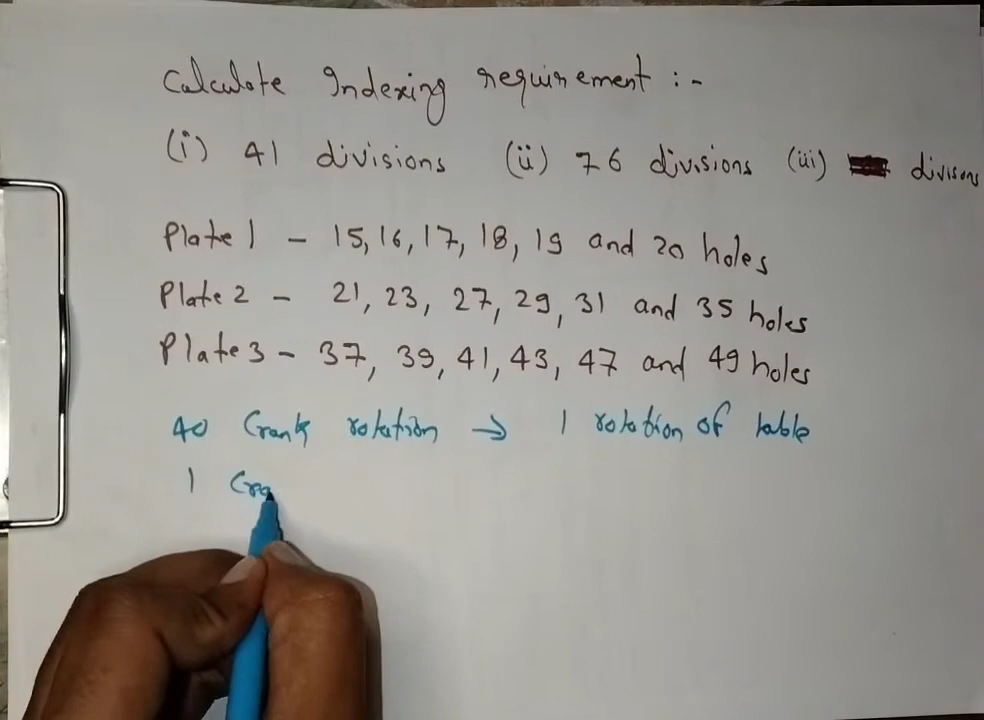 Calculate Indexing requirement :-
(i) 41 divisions (ii) 76 divisions (iii) divisons
Plate 1 - 15, 16, 17, 18, 19 and 20 holes
Plate 2 - 21, 23, 27, 29, 31 and 35 holes
Plate 3 - 37, 39, 41, 43, 47 and 49 holes
40 Crank rotation → 1 rotation of table
1 Cra